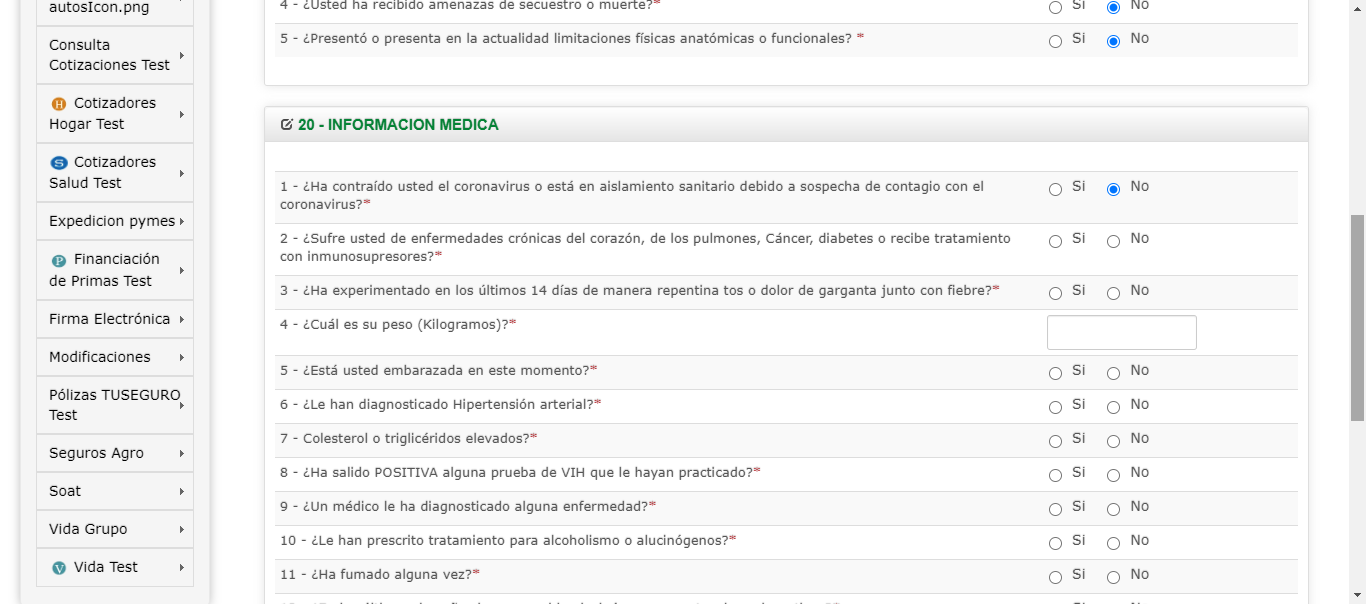 autosIcon.png
Consulta
Cotizaciones Test
H Cotizadores
Hogar Test
S Cotizadores
Salud Test
Expedicion pymes
P Financiación
de Primas Test
Firma Electrónica
Modificaciones
Pólizas TUSEGURO
Test
Seguros Agro
Soat
Vida Grupo
V Vida Test
4 - ¿Usted ha recibido amenazas de secuestro o muerte?* Si No
5 - ¿Presentó o presenta en la actualidad limitaciones físicas anatómicas o funcionales? * Si No
20 - INFORMACION MEDICA
1 - ¿Ha contraído usted el coronavirus o está en aislamiento sanitario debido a sospecha de contagio con el Si No
coronavirus?*
2 - ¿Sufre usted de enfermedades crónicas del corazón, de los pulmones, Cáncer, diabetes o recibe tratamiento Si No
con inmunosupresores?*
3 - ¿Ha experimentado en los últimos 14 días de manera repentina tos o dolor de garganta junto con fiebre?* Si No
4 - ¿Cuál es su peso (Kilogramos)?*
5 - ¿Está usted embarazada en este momento?* Si No
6 - ¿Le han diagnosticado Hipertensión arterial?* Si No
7 - Colesterol o triglicéridos elevados?* Si No
8 - ¿Ha salido POSITIVA alguna prueba de VIH que le hayan practicado?* Si No
9 - ¿Un médico le ha diagnosticado alguna enfermedad?* Si No
10 - ¿Le han prescrito tratamiento para alcoholismo o alucinógenos?* Si No
11 - ¿Ha fumado alguna vez?* Si No